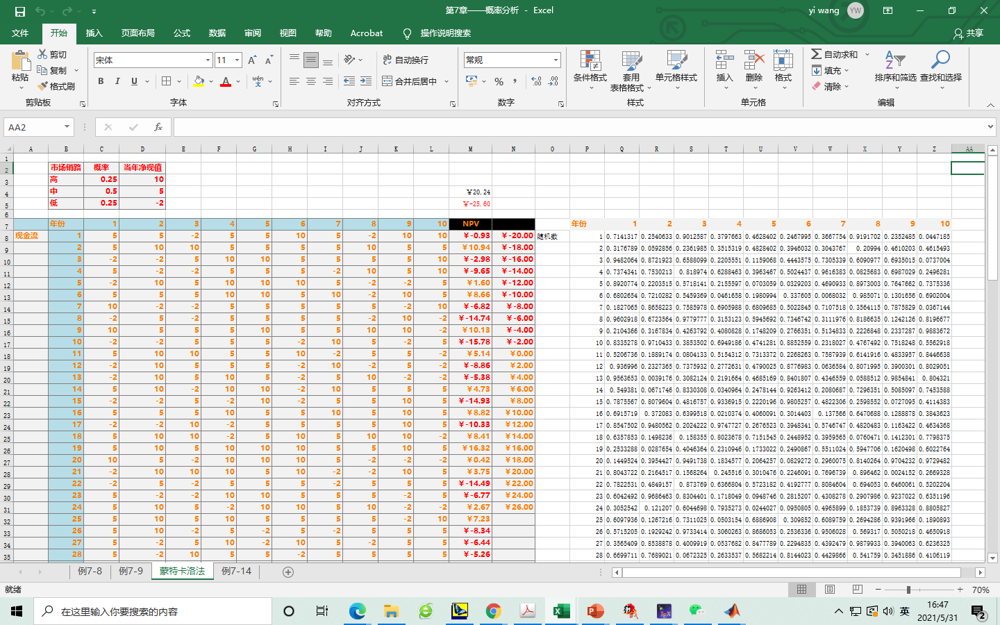 第7章——概率分析 - Excel
yi wang YW
文件 开始 插入 页面布局 公式 数据 审阅 视图 帮助 Acrobat 操作说明搜索 共享
粘贴 剪切 复制 格式刷 剪贴板
宋体 11 B I U 字体
自动换行 合并后居中 对齐方式
常规 数字
条件格式 套用表格格式 单元格样式 样式
插入 删除 格式 单元格
自动求和 填充 清除 排序和筛选 查找和选择 编辑
AA2 fx
A B C D E F G H I J K L M N O P Q R S T U V W X Y Z AA
1
2 市场销路 概率 当年净现值
3 高 0.25 10
4 中 0.5 5 ¥20.24
5 低 0.25 -2 ¥-25.60
6
7 年份 1 2 3 4 5 6 7 8 9 10 NPV 年份 1 2 3 4 5 6 7 8 9 10
8 现金流 1 5 5 -2 5 5 10 5 -2 10 10 ¥-0.93 ¥-20.00 随机数 1 0.7141317 0.2540633 0.9012587 0.3797663 0.4628402 0.2467995 0.3667754 0.9191702 0.2352485 0.0447185
9 2 5 10 10 5 5 5 5 10 5 5 ¥10.94 ¥-18.00 2 0.3176789 0.0592856 0.2361985 0.3515319 0.4828402 0.3946032 0.3043767 0.20994 0.4610203 0.4615493
10 3 -2 -2 5 10 10 5 5 5 5 10 ¥-2.98 ¥-16.00 3 0.9482064 0.8721923 0.6588099 0.2205551 0.1159068 0.4443575 0.7305339 0.6090977 0.6935015 0.0737004
11 4 5 -2 -2 5 5 5 -2 10 5 10 ¥-9.65 ¥-14.00 4 0.7374341 0.7530213 0.818974 0.6288463 0.3963467 0.5024437 0.9616383 0.0825683 0.6987029 0.2496281
12 5 -2 10 5 10 10 10 5 -2 -2 5 ¥1.60 ¥-12.00 5 0.8920774 0.2203515 0.5718141 0.2155597 0.0703059 0.0329203 0.4690933 0.8973003 0.7647662 0.7375336
13 6 5 5 5 10 10 5 10 -2 10 5 ¥8.66 ¥-10.00 6 0.6802654 0.7210282 0.5459369 0.0461658 0.1980994 0.337605 0.0068032 0.985071 0.1301656 0.6902004
14 7 10 -2 -2 5 5 5 5 5 -2 10 ¥-6.82 ¥-8.00 7 0.1827065 0.8658223 0.7585978 0.6905988 0.6809685 0.5022845 0.7107518 0.3564115 0.7875829 0.0367144
15 8 -2 5 -2 5 5 5 5 -2 10 -2 ¥-14.74 ¥-6.00 8 0.9602918 0.6723564 0.9779777 0.3153123 0.5945692 0.7346742 0.3111976 0.8186635 0.1242126 0.8196677
16 9 10 5 5 5 10 5 5 10 10 -2 ¥10.13 ¥-4.00 9 0.2104366 0.3167834 0.4263792 0.4080828 0.1748209 0.2766351 0.5134833 0.2226848 0.2337287 0.9883672
17 10 -2 -2 5 5 5 -2 10 5 -2 5 ¥-15.78 ¥-2.00 10 0.8335278 0.9710433 0.3853502 0.6949186 0.4741281 0.8852559 0.2318027 0.4767492 0.7518248 0.5562918
18 11 5 10 10 5 5 10 -2 5 5 -2 ¥5.14 ¥0.00 11 0.5206736 0.1889174 0.0804133 0.5154312 0.7313372 0.2268263 0.7587939 0.6141916 0.4833957 0.8446638
19 12 -2 10 5 5 5 -2 10 -2 5 -2 ¥-8.86 ¥2.00 12 0.936996 0.2327365 0.7375932 0.2772631 0.4790025 0.8776983 0.0636584 0.8071995 0.3900301 0.8029051
20 13 -2 10 5 10 5 -2 5 10 -2 -2 ¥-5.38 ¥4.00 13 0.9563653 0.0039176 0.3082124 0.2191664 0.4685169 0.8401807 0.4346559 0.0588512 0.9854841 0.804321
21 14 5 10 -2 10 10 -2 10 5 5 5 ¥4.73 ¥6.00 14 0.549381 0.0671746 0.8330308 0.0340964 0.2478144 0.9263412 0.2080687 0.7296351 0.5085097 0.7453588
22 15 -2 -2 5 -2 10 -2 5 5 10 5 ¥-14.93 ¥8.00 15 0.7875567 0.8079604 0.4816757 0.9336915 0.2220196 0.9805257 0.4822306 0.2598552 0.0727095 0.4114383
23 16 5 5 5 10 5 5 10 5 10 5 ¥8.82 ¥10.00 16 0.6915719 0.372083 0.6399518 0.0210374 0.4060091 0.3014403 0.137566 0.6470688 0.1288878 0.3843623
24 17 -2 -2 10 -2 5 5 5 5 10 5 ¥-10.33 ¥12.00 17 0.8547502 0.9480562 0.2024222 0.9747727 0.2676523 0.3948341 0.5746747 0.4820483 0.1163422 0.4634368
25 18 5 10 10 -2 5 10 5 10 10 -2 ¥8.41 ¥14.00 18 0.6357853 0.1498236 0.158355 0.8023678 0.7151545 0.2448952 0.3959565 0.0760471 0.1412301 0.7798375
26 19 5 10 5 10 10 10 5 5 10 5 ¥16.32 ¥16.00 19 0.2533288 0.0287654 0.4046364 0.2310946 0.1733022 0.2490867 0.5511024 0.5947706 0.1620498 0.6022764
27 20 10 5 -2 10 10 10 5 -2 -2 -2 ¥0.42 ¥18.00 20 0.1449524 0.3954427 0.9491738 0.1834577 0.2064257 0.0829272 0.2960075 0.8140264 0.9704232 0.9729482
28 21 -2 10 10 10 5 10 -2 -2 10 5 ¥3.75 ¥20.00 21 0.8043722 0.2164517 0.1568264 0.245516 0.3010476 0.2246091 0.7696739 0.896462 0.0024152 0.2669328
29 22 -2 5 -2 5 5 5 -2 5 5 5 ¥-14.49 ¥22.00 22 0.7822531 0.4849157 0.873769 0.6366804 0.5723182 0.4192777 0.8084604 0.694053 0.6460061 0.5202204
30 23 5 -2 -2 10 10 5 5 5 -2 5 ¥-6.77 ¥24.00 23 0.6042492 0.9686463 0.8304401 0.1718049 0.0948746 0.2815207 0.4308278 0.2907986 0.9237022 0.6351196
31 24 5 10 5 -2 10 10 5 10 -2 -2 ¥2.67 ¥26.00 24 0.3052542 0.121207 0.6044698 0.7935273 0.0244027 0.0950805 0.4965899 0.1853739 0.8963328 0.8805827
32 25 5 10 5 10 5 5 5 5 -2 10 ¥7.23 25 0.6097936 0.1267216 0.7311025 0.0503154 0.6886908 0.309852 0.6089759 0.2694286 0.9391966 0.1890893
33 26 5 10 -2 5 -2 5 -2 5 5 5 ¥-8.34 26 0.5715205 0.1929242 0.9733414 0.3060263 0.8686053 0.2536336 0.9506028 0.569317 0.5050218 0.4650918
34 27 5 -2 5 10 -2 10 5 -2 5 5 ¥-6.44 27 0.3565409 0.8538878 0.4009919 0.0537682 0.8477789 0.2294835 0.4392479 0.9879933 0.3940063 0.6236325
35 28 5 -2 10 5 5 -2 5 5 5 5 ¥-5.26 28 0.6699711 0.7689021 0.0672325 0.2633537 0.5682214 0.8144023 0.4429866 0.541759 0.3451886 0.4106119
例7-8 例7-9 蒙特卡洛法 例7-14
就绪 70%
在这里输入你要搜索的内容 英 16:47
2021/5/31 2